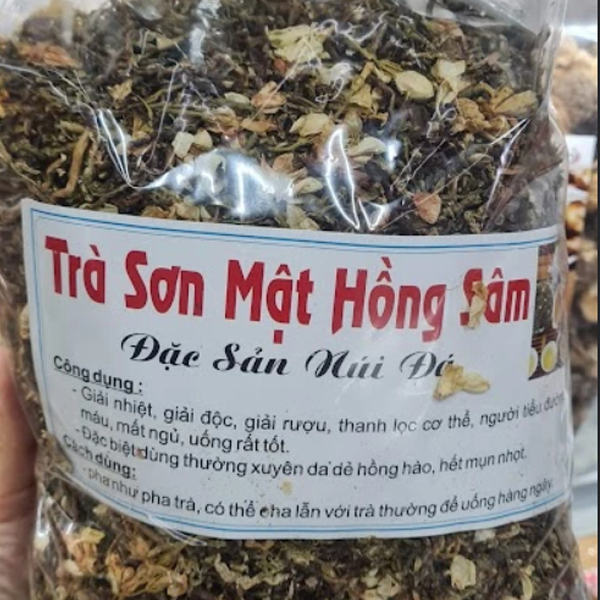 Trà Sơn Mật Hồng Sâm
Đặc Sản Núi Đá
Công dụng :
- Giải nhiệt, giải độc, giải rượu, thanh lọc cơ thể, người tiểu đường,
máu, mất ngủ, uống rất tốt.
-Đặc biệt dùng thường xuyên da dẻ hồng hào, hết mụn nhọt.
Cách dùng:
- pha như pha trà, có thể pha lẫn với trà thường để uống hàng ngày.